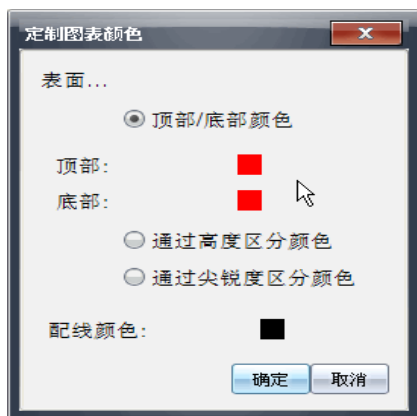 定制图表颜色
表面...
顶部/底部颜色
顶部:
底部:
通过高度区分颜色
通过尖锐度区分颜色
配线颜色:
确定 取消